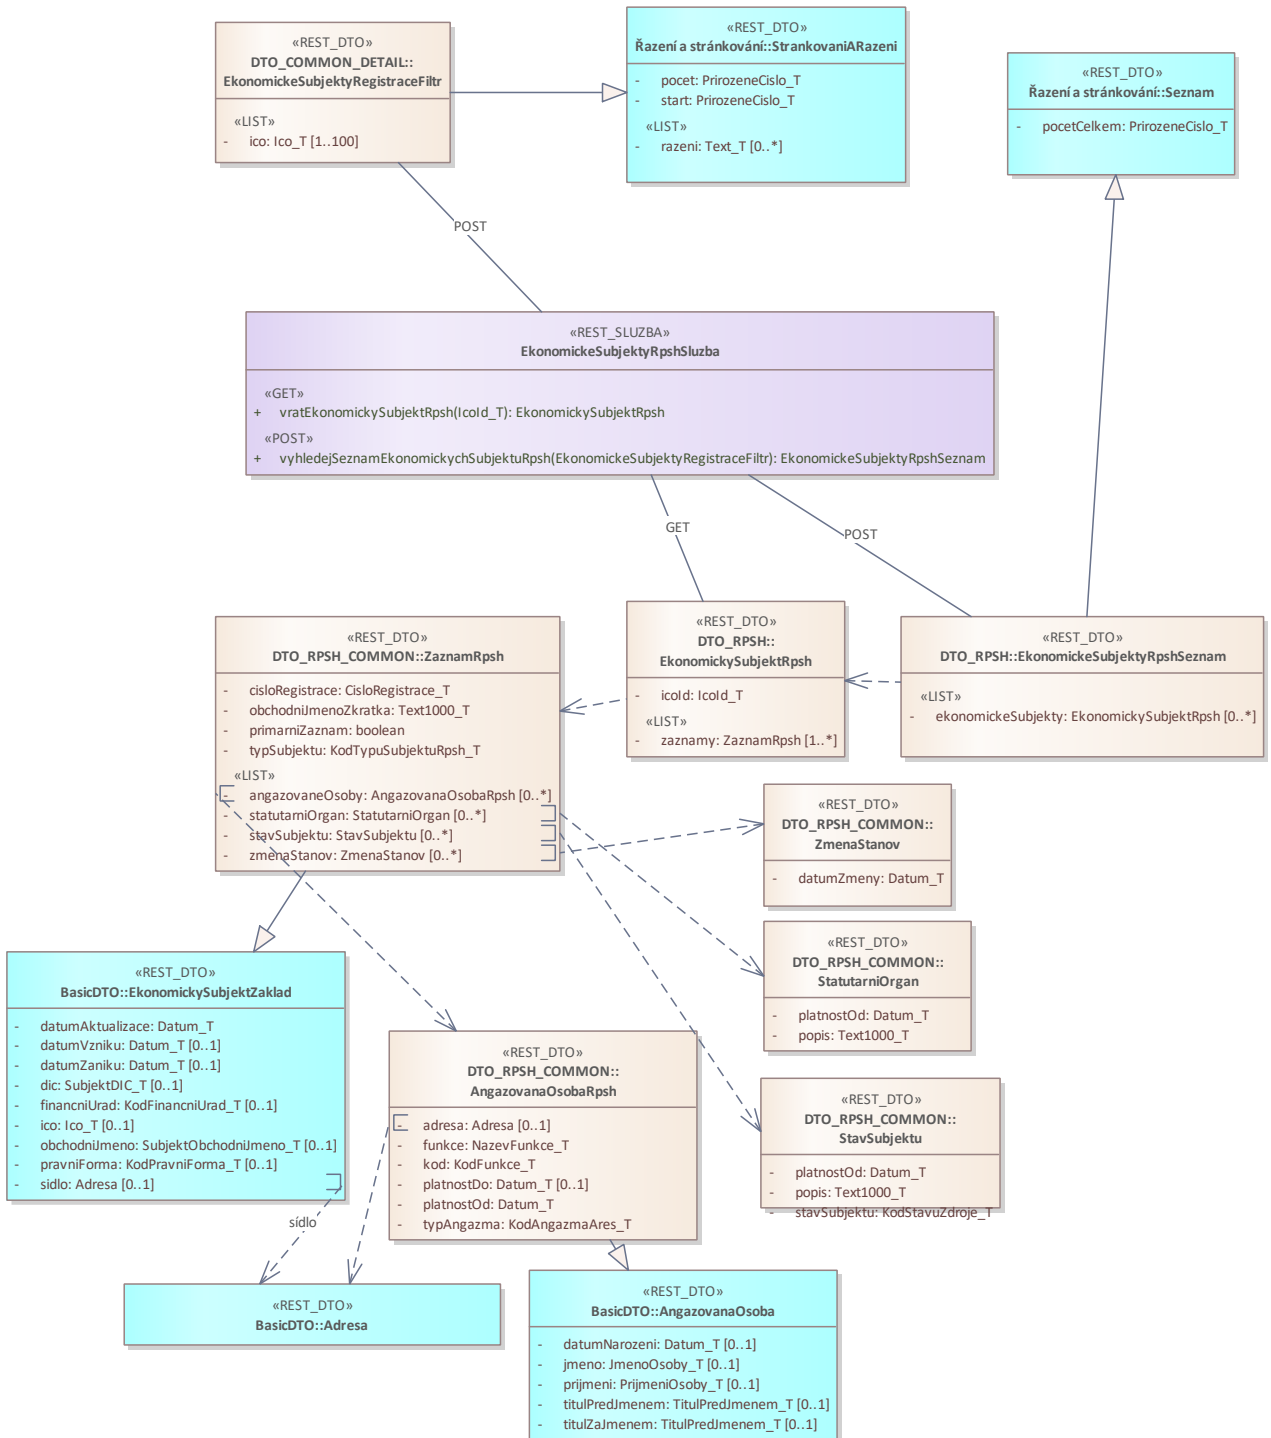 «REST_DTO»
DTO_COMMON_DETAIL::
EkonomickeSubjektyRegistraceFiltr
«LIST»
- ico: Ico_T [1..100]
«REST_DTO»
Řazení a stránkování::StrankovaniARazeni
- pocet: PrirozeneCislo_T
- start: PrirozeneCislo_T
«LIST»
- razeni: Text_T [0..*]
«REST_DTO»
Řazení a stránkování::Seznam
- pocetCelkem: PrirozeneCislo_T
POST
«REST_SLUZBA»
EkonomickeSubjektyRpshSluzba
«GET»
+ vratEkonomickySubjektRpsh(IcoId_T): EkonomickySubjektRpsh
«POST»
+ vyhledejSeznamEkonomickychSubjektuRpsh(EkonomickeSubjektyRegistraceFiltr): EkonomickeSubjektyRpshSeznam
GET
POST
«REST_DTO»
DTO_RPSH_COMMON::ZaznamRpsh
- cisloRegistrace: CisloRegistrace_T
- obchodniJmenoZkratka: Text1000_T
- primarniZaznam: boolean
- typSubjektu: KodTypuSubjektuRpsh_T
«LIST»
- angazovaneOsoby: AngazovanaOsobaRpsh [0..*]
- statutarniOrgan: StatutarniOrgan [0..*]
- stavSubjektu: StavSubjektu [0..*]
- zmenaStanov: ZmenaStanov [0..*]
«REST_DTO»
DTO_RPSH::
EkonomickySubjektRpsh
- icoId: IcoId_T
«LIST»
- zaznamy: ZaznamRpsh [1..*]
«REST_DTO»
DTO_RPSH::EkonomickeSubjektyRpshSeznam
«LIST»
- ekonomickeSubjekty: EkonomickySubjektRpsh [0..*]
«REST_DTO»
DTO_RPSH_COMMON::
ZmenaStanov
- datumZmeny: Datum_T
«REST_DTO»
DTO_RPSH_COMMON::
StatutarniOrgan
- platnostOd: Datum_T
- popis: Text1000_T
«REST_DTO»
DTO_RPSH_COMMON::
StavSubjektu
- platnostOd: Datum_T
- popis: Text1000_T
- stavSubjektu: KodStavuZdroje_T
«REST_DTO»
BasicDTO::EkonomickySubjektZaklad
- datumAktualizace: Datum_T
- datumVzniku: Datum_T [0..1]
- datumZaniku: Datum_T [0..1]
- dic: SubjektDIC_T [0..1]
- financniUrad: KodFinancniUrad_T [0..1]
- ico: Ico_T [0..1]
- obchodniJmeno: SubjektObchodniJmeno_T [0..1]
- pravniForma: KodPravniForma_T [0..1]
- sidlo: Adresa [0..1]
«REST_DTO»
DTO_RPSH_COMMON::
AngazovanaOsobaRpsh
- adresa: Adresa [0..1]
- funkce: NazevFunkce_T
- kod: KodFunkce_T
- platnostDo: Datum_T [0..1]
- platnostOd: Datum_T
- typAngazma: KodAngazmaAres_T
sídlo
«REST_DTO»
BasicDTO::Adresa
«REST_DTO»
BasicDTO::AngazovanaOsoba
- datumNarozeni: Datum_T [0..1]
- jmeno: JmenoOsoby_T [0..1]
- prijmeni: PrijmeniOsoby_T [0..1]
- titulPredJmenem: TitulPredJmenem_T [0..1]
- titulZaJmenem: TitulPredJmenem_T [0..1]